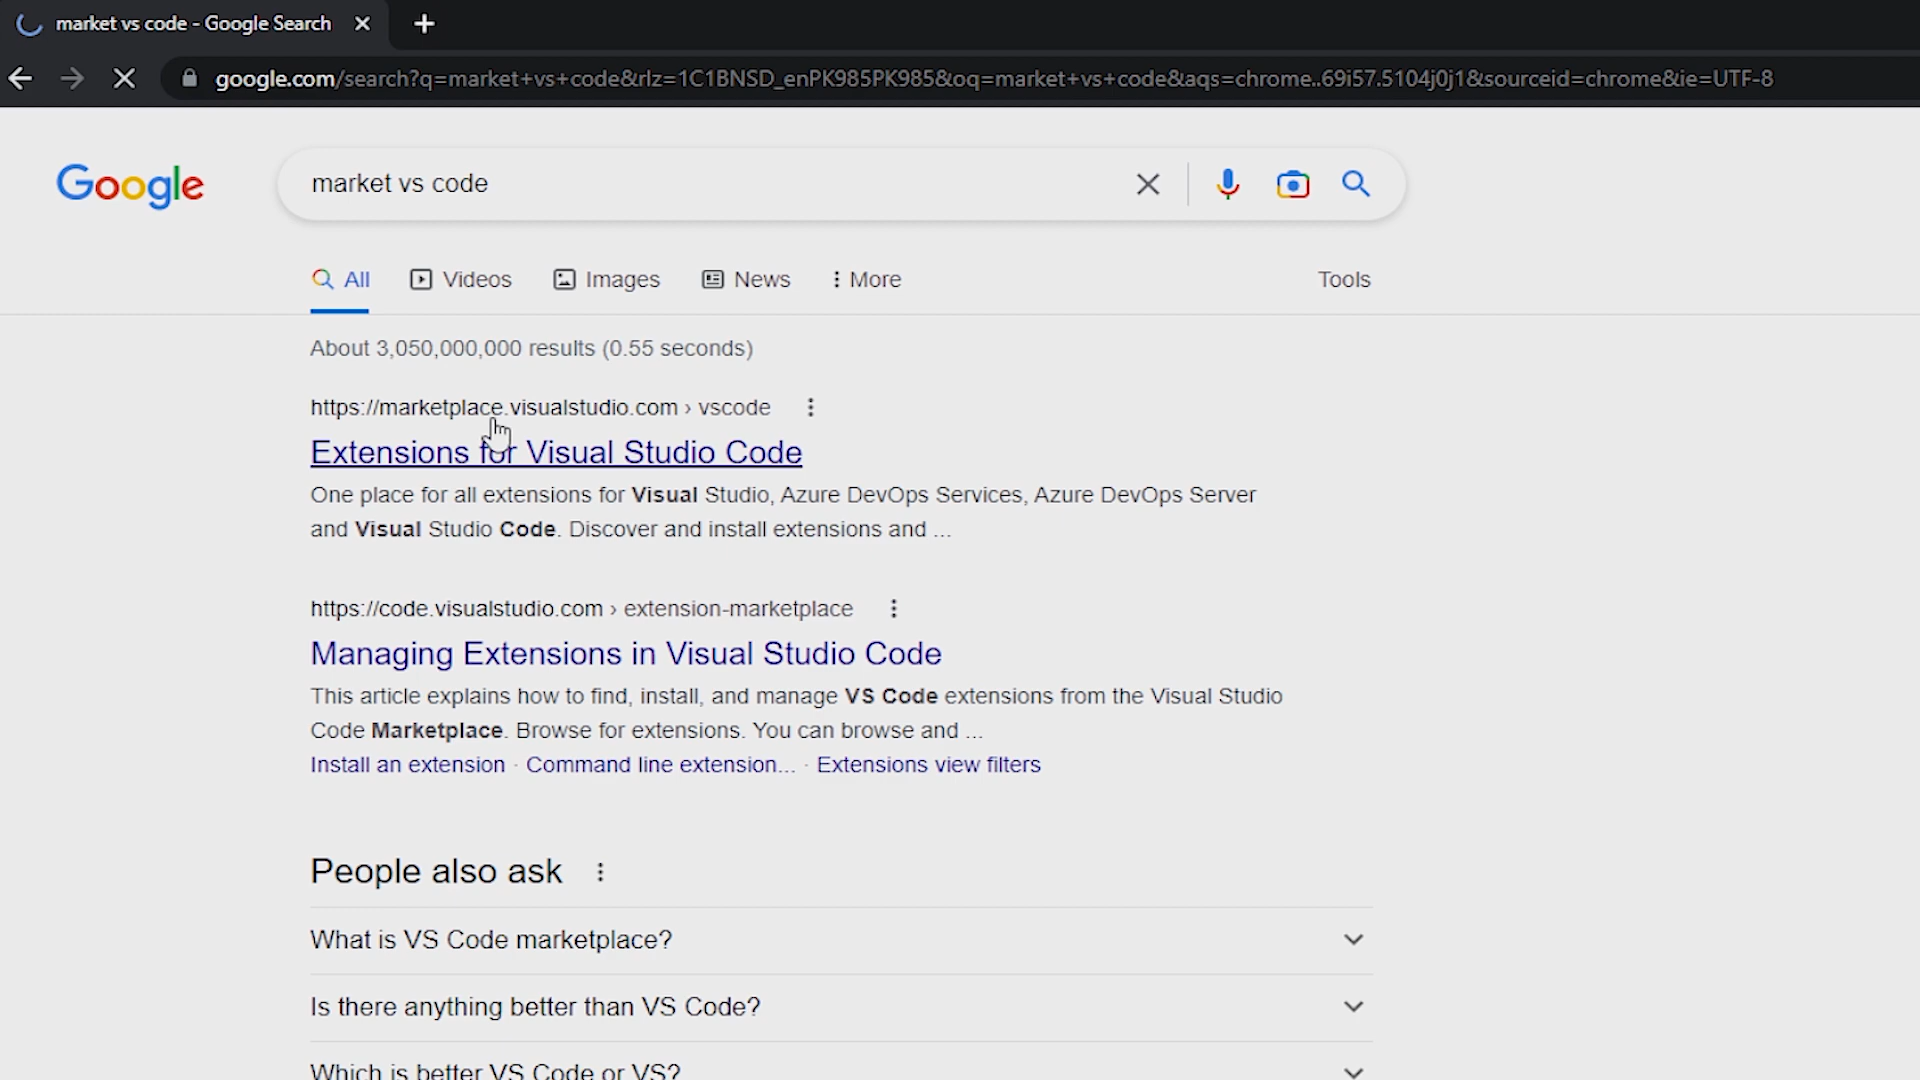 market vs code - Google Search
google.com/search?q=market+vs+code&rlz=1C1BNSD_enPK985PK985&oq=market+vs+code&aqs=chrome..69i57.5104j0j1&sourceid=chrome&ie=UTF-8
Google
market vs code
All Videos Images News More Tools
About 3,050,000,000 results (0.55 seconds)
https://marketplace.visualstudio.com › vscode
Extensions for Visual Studio Code
One place for all extensions for Visual Studio, Azure DevOps Services, Azure DevOps Server
and Visual Studio Code. Discover and install extensions and ...
https://code.visualstudio.com › extension-marketplace
Managing Extensions in Visual Studio Code
This article explains how to find, install, and manage VS Code extensions from the Visual Studio
Code Marketplace. Browse for extensions. You can browse and ...
Install an extension · Command line extension... · Extensions view filters
People also ask
What is VS Code marketplace?
Is there anything better than VS Code?
Which is better VS Code or VS?